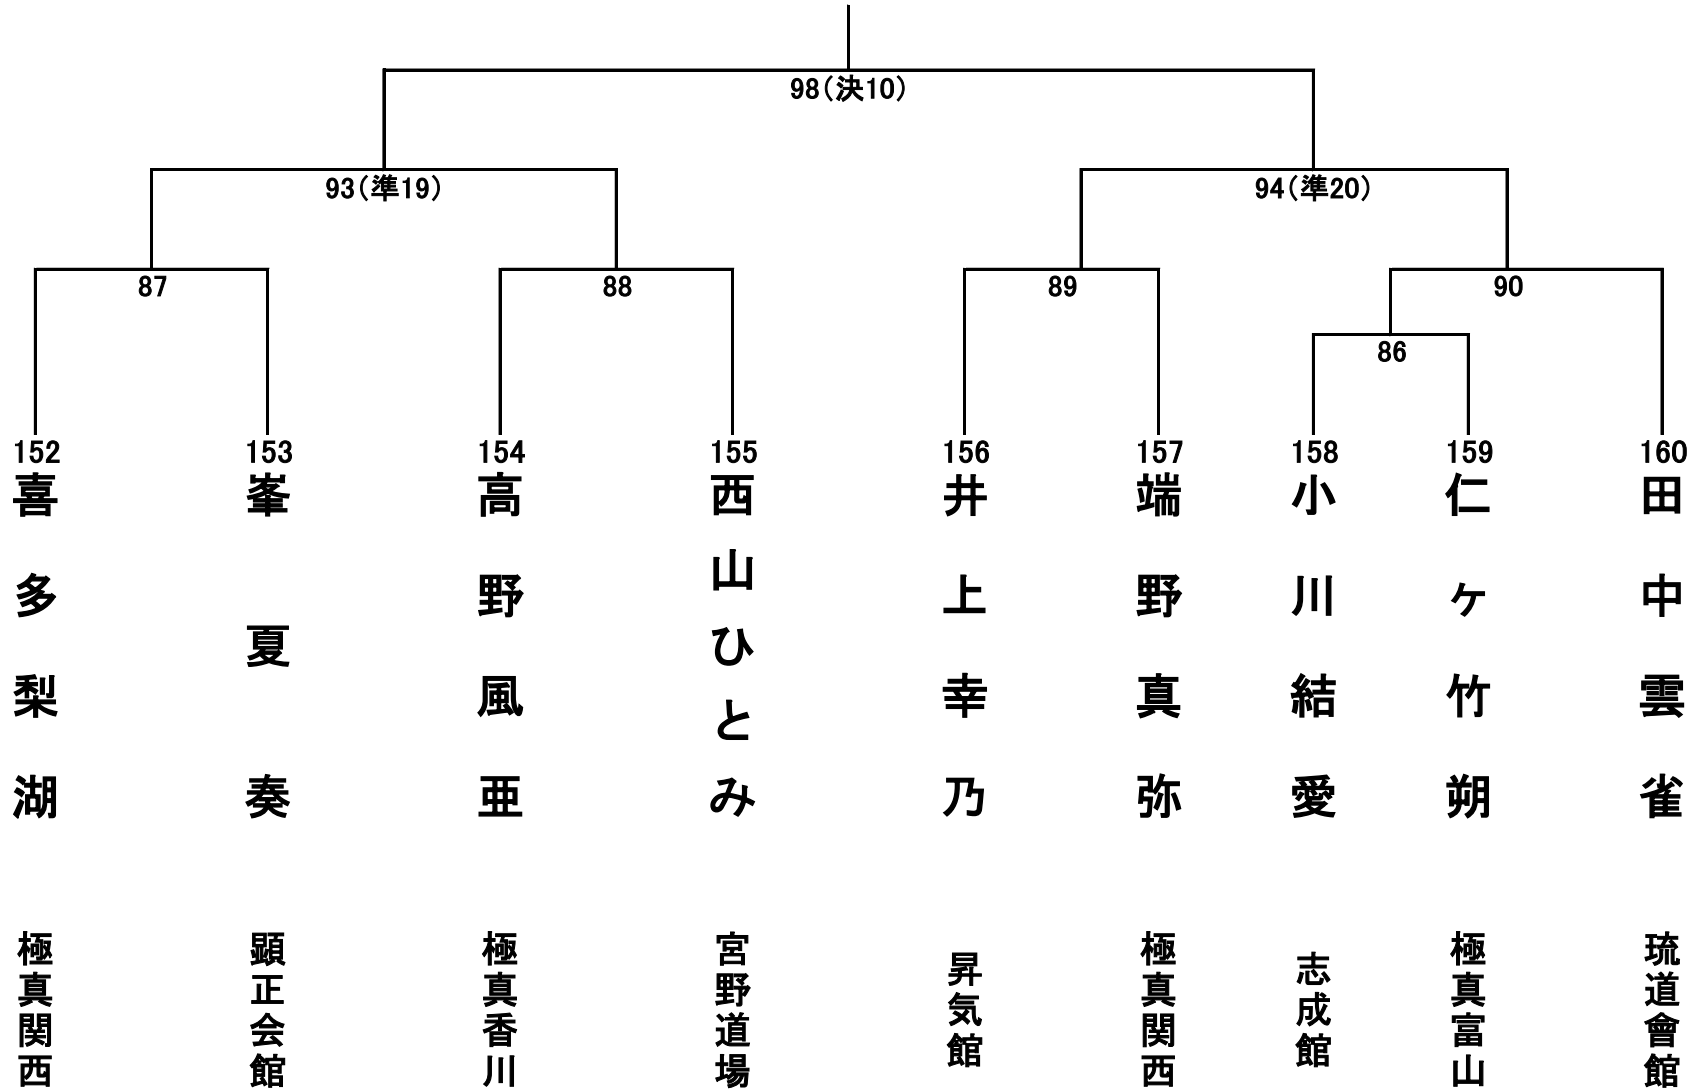 98（決10）
93（準19）
94（準20）
87
88
89
90
86
152
喜多梨湖
極真関西
153
峯夏奏
顕正会館
154
高野風亜
極真香川
155
西山ひとみ
宮野道場
156
井上幸乃
昇気館
157
端野真弥
極真関西
158
小川結愛
志成館
159
仁ヶ竹朔
極真富山
160
田中雲雀
琉道會館